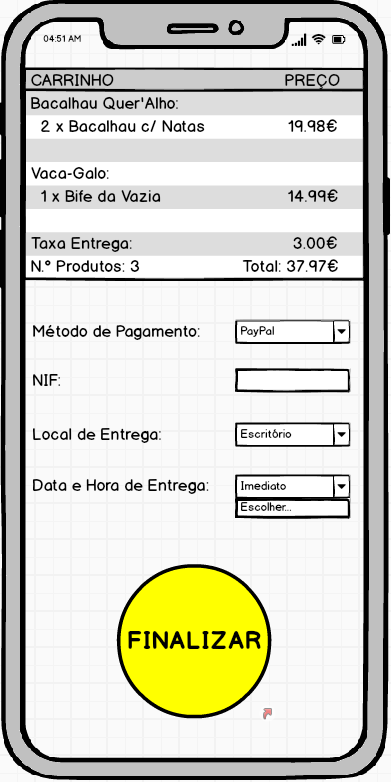 04:51 AM
CARRINHO PREÇO
Bacalhau Quer'Alho:
2 x Bacalhau c/ Natas 19.98€
Vaca-Galo:
1 x Bife da Vazia 14.99€
Taxa Entrega: 3.00€
N.º Produtos: 3 Total: 37.97€
Método de Pagamento: PayPal
NIF:
Local de Entrega: Escritório
Data e Hora de Entrega: Imediato
Escolher...
FINALIZAR